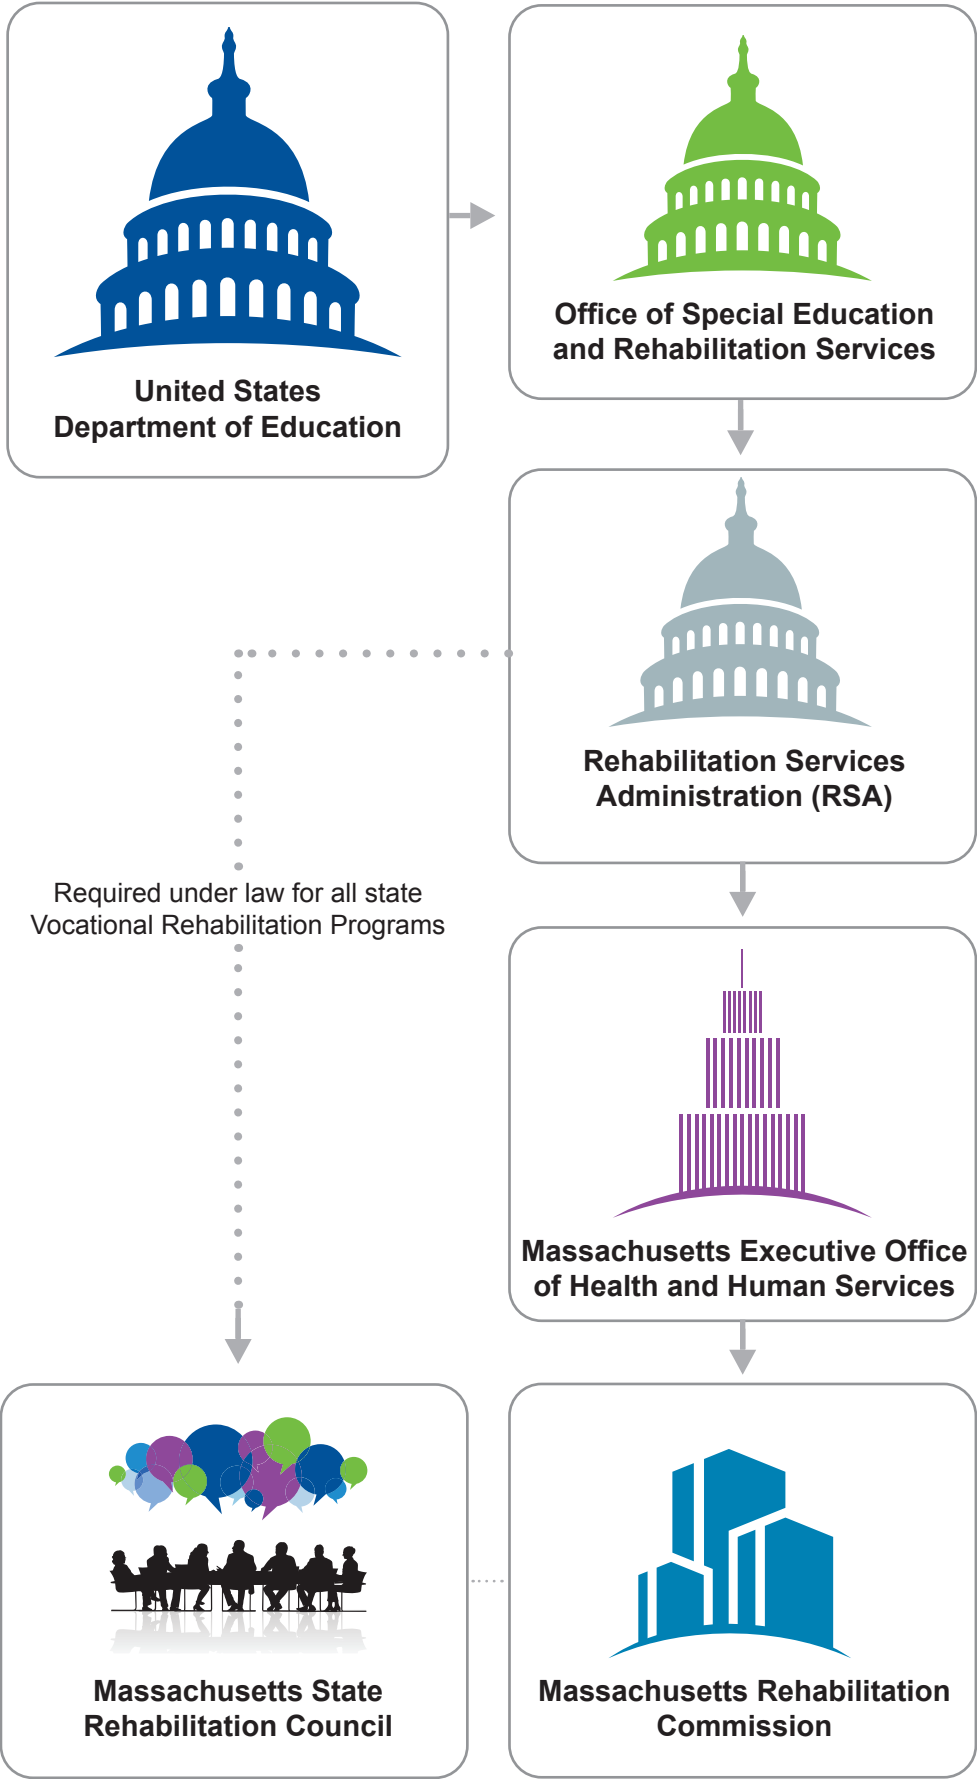 United States
Department of Education
Office of Special Education
and Rehabilitation Services
Rehabilitation Services
Administration (RSA)
Required under law for all state
Vocational Rehabilitation Programs
Massachusetts Executive Office
of Health and Human Services
Massachusetts State
Rehabilitation Council
Massachusetts Rehabilitation
Commission